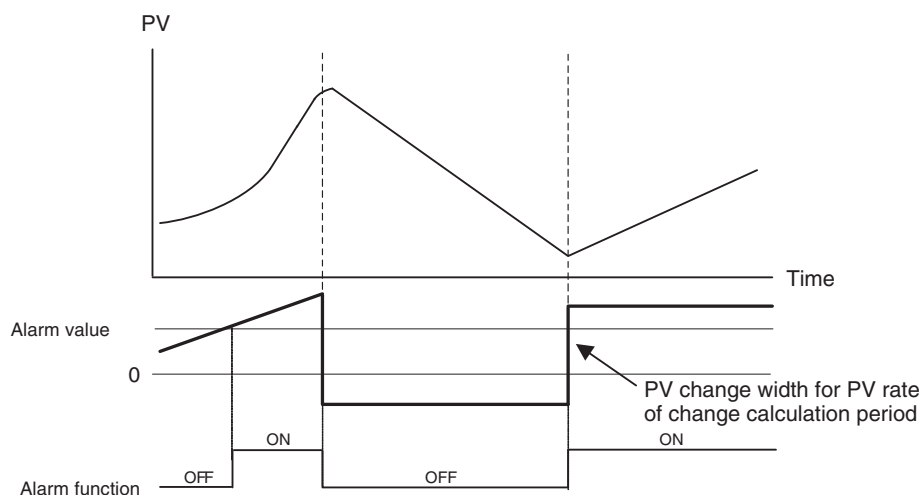 PV
Time
Alarm value
0
PV change width for PV rate
of change calculation period
ON
ON
OFF
OFF
Alarm function